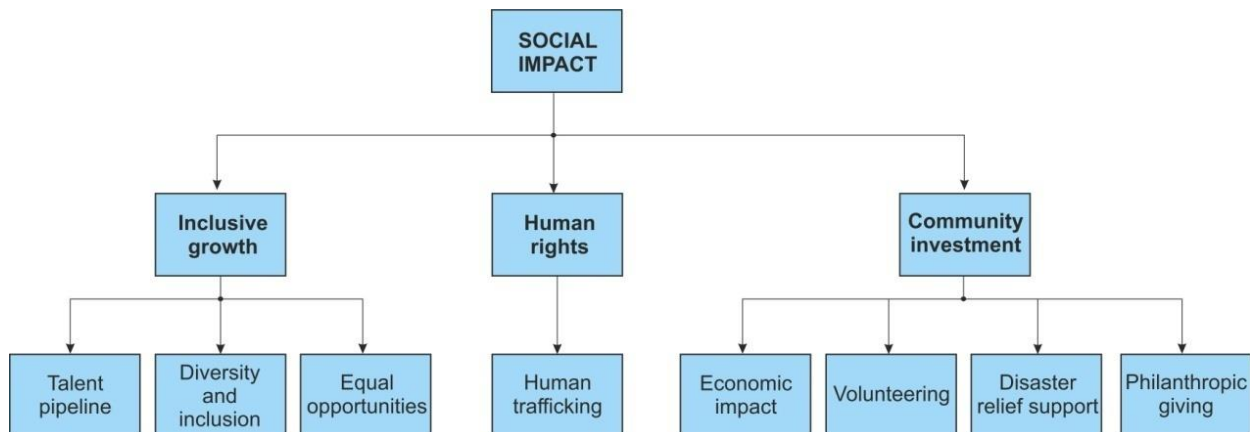 SOCIAL
IMPACT
Inclusive
growth
Human
rights
Community
investment
Talent
pipeline
Diversity
and
inclusion
Equal
opportunities
Human
trafficking
Economic
impact
Volunteering
Disaster
relief support
Philanthropic
giving